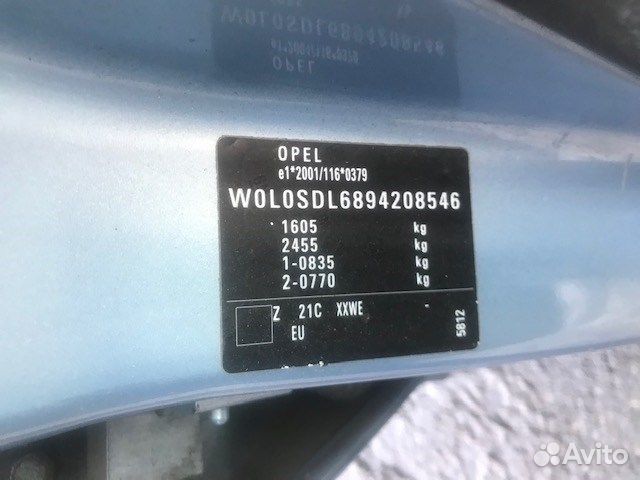 OPEL
e1*2001/116*0379
W0L0SDL6894208546
1605 kg
2455 kg
1-0835 kg
2-0770 kg
Z 21C XXWE
EU
5812
Avito